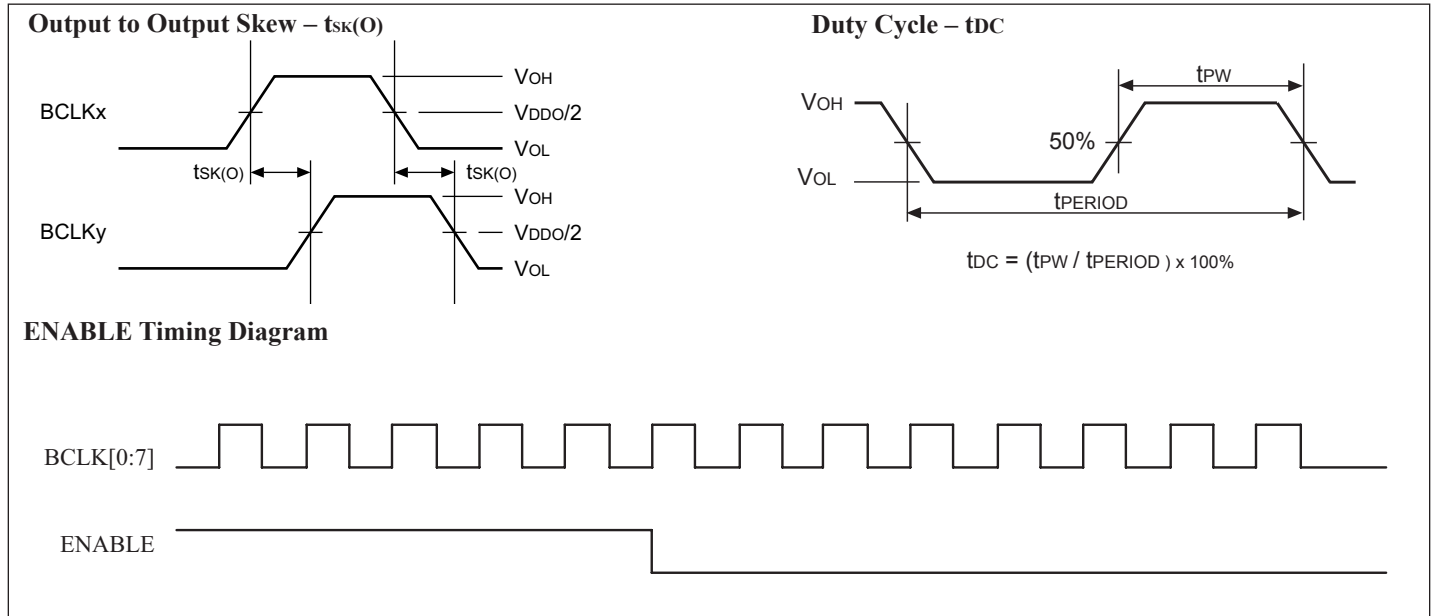 Output to Output Skew – tSK(O)
BCLKx
VOH
VDDO/2
VOL
tSK(O)
tSK(O)
BCLKy
VOH
VDDO/2
VOL
Duty Cycle – tDC
VOH
tPW
50%
VOL
tPERIOD
tDC = (tPW / tPERIOD ) x 100%
ENABLE Timing Diagram
BCLK[0:7]
ENABLE